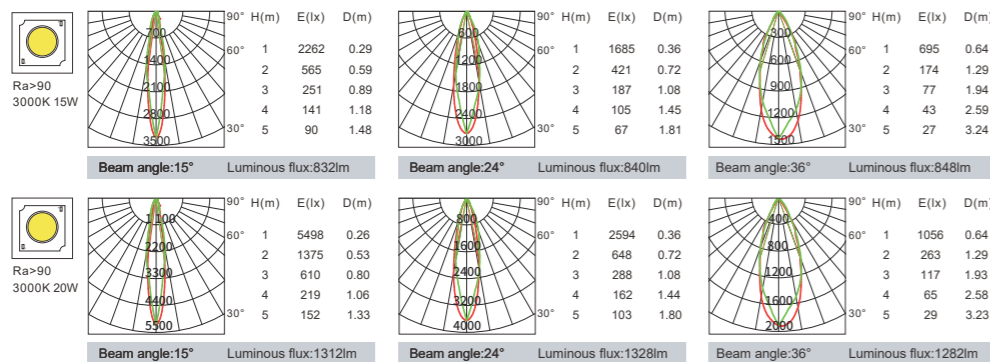 90° H(m) E(lx) D(m)
700
60° 1 2262 0.29
1400
2 565 0.59
2100
3 251 0.89
2800
4 141 1.18
30° 5 90 1.48
3500
Ra>90
3000K 15W
Beam angle:15° Luminous flux:832lm
90° H(m) E(lx) D(m)
600
60° 1 1685 0.36
1200
2 421 0.72
1800
3 187 1.08
2400
4 105 1.45
30° 5 67 1.81
3000
Beam angle:24° Luminous flux:840lm
90° H(m) E(lx) D(m)
300
60° 1 695 0.64
600
2 174 1.29
900
3 77 1.94
1200
4 43 2.59
30° 5 27 3.24
1500
Beam angle:36° Luminous flux:848lm
90° H(m) E(lx) D(m)
1100
60° 1 5498 0.26
2200
2 1375 0.53
3300
3 610 0.80
4400
4 219 1.06
30° 5 152 1.33
5500
Ra>90
3000K 20W
Beam angle:15° Luminous flux:1312lm
90° H(m) E(lx) D(m)
800
60° 1 2594 0.36
1600
2 648 0.72
2400
3 288 1.08
3200
4 162 1.44
30° 5 103 1.80
4000
Beam angle:24° Luminous flux:1328lm
90° H(m) E(lx) D(m)
400
60° 1 1056 0.64
800
2 263 1.29
1200
3 117 1.93
1600
4 65 2.58
30° 5 29 3.23
2000
Beam angle:36° Luminous flux:1282lm